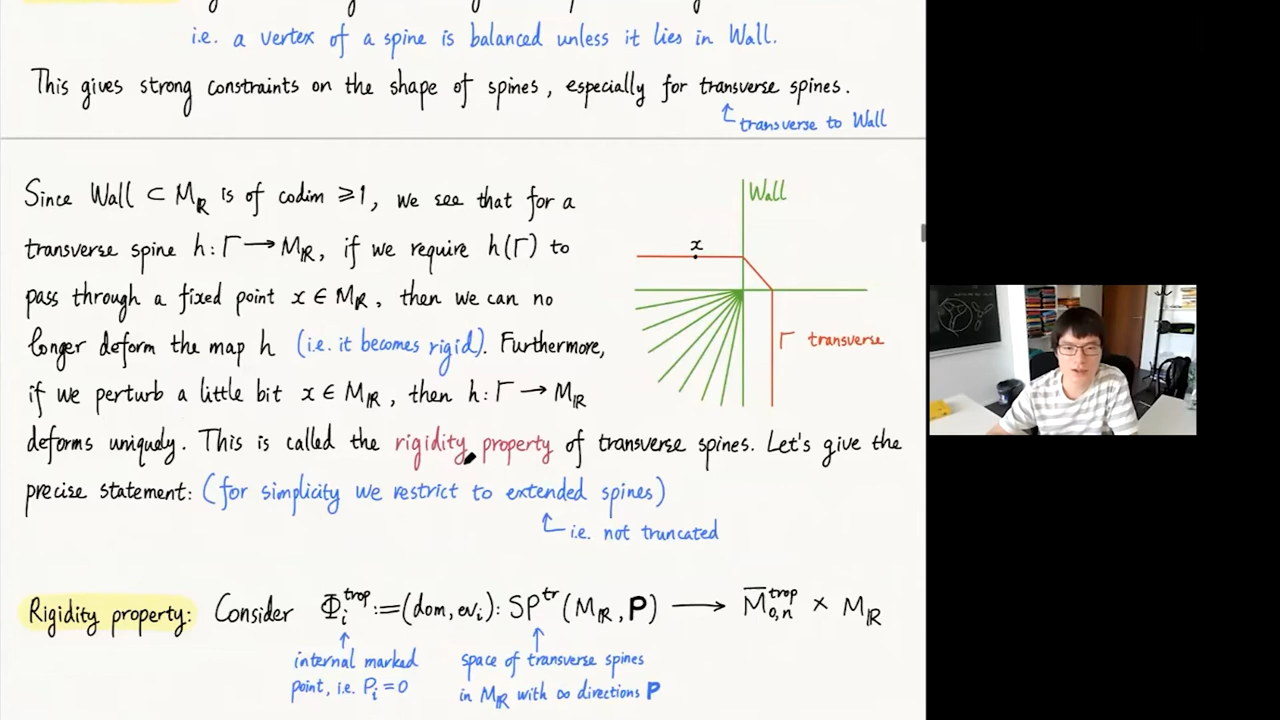 i.e. a vertex of a spine is balanced unless it lies in Wall.
This gives strong constraints on the shape of spines, especially for transverse spines.
transverse to Wall
Since Wall ⊂ M_ℝ is of codim ≥1, we see that for a
transverse spine h: Γ → M_ℝ, if we require h(Γ) to
pass through a fixed point x ∈ M_ℝ, then we can no
longer deform the map h (i.e. it becomes rigid). Furthermore,
if we perturb a little bit x ∈ M_ℝ, then h: Γ → M_ℝ
deforms uniquely. This is called the rigidity property of transverse spines. Let's give the
precise statement: (for simplicity we restrict to extended spines)
i.e. not truncated
Wall
x
Γ transverse
Rigidity property: Consider Φ_i^trop := (dom, ev_i): SP^tr (M_ℝ, P) → M̅_{0,n}^trop × M_ℝ
internal marked
point, i.e. P_i = 0
space of transverse spines
in M_ℝ with ∞ directions P